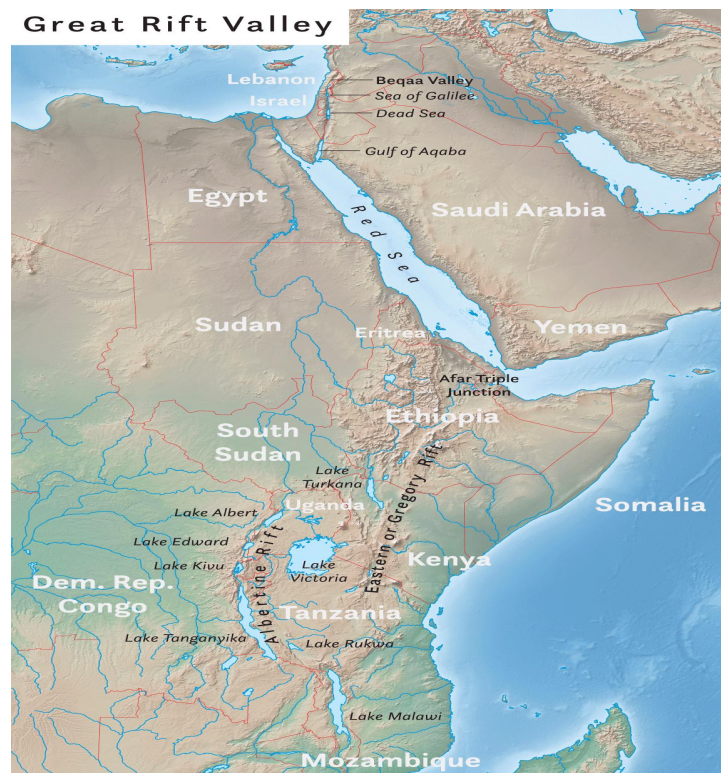 Great Rift Valley
Lebanon
Beqaa Valley
Israel
Sea of Galilee
Dead Sea
Gulf of Aqaba
Egypt
Saudi Arabia
Red Sea
Sudan
Eritrea
Yemen
Afar Triple
Junction
Ethiopia
South
Sudan
Lake
Turkana
Eastern or Gregory Rift
Somalia
Lake Albert
Uganda
Lake Edward
Lake Kivu
Albertine Rift
Lake
Victoria
Kenya
Dem. Rep.
Congo
Tanzania
Lake Tanganyika
Lake Rukwa
Lake Malawi
Mozambique